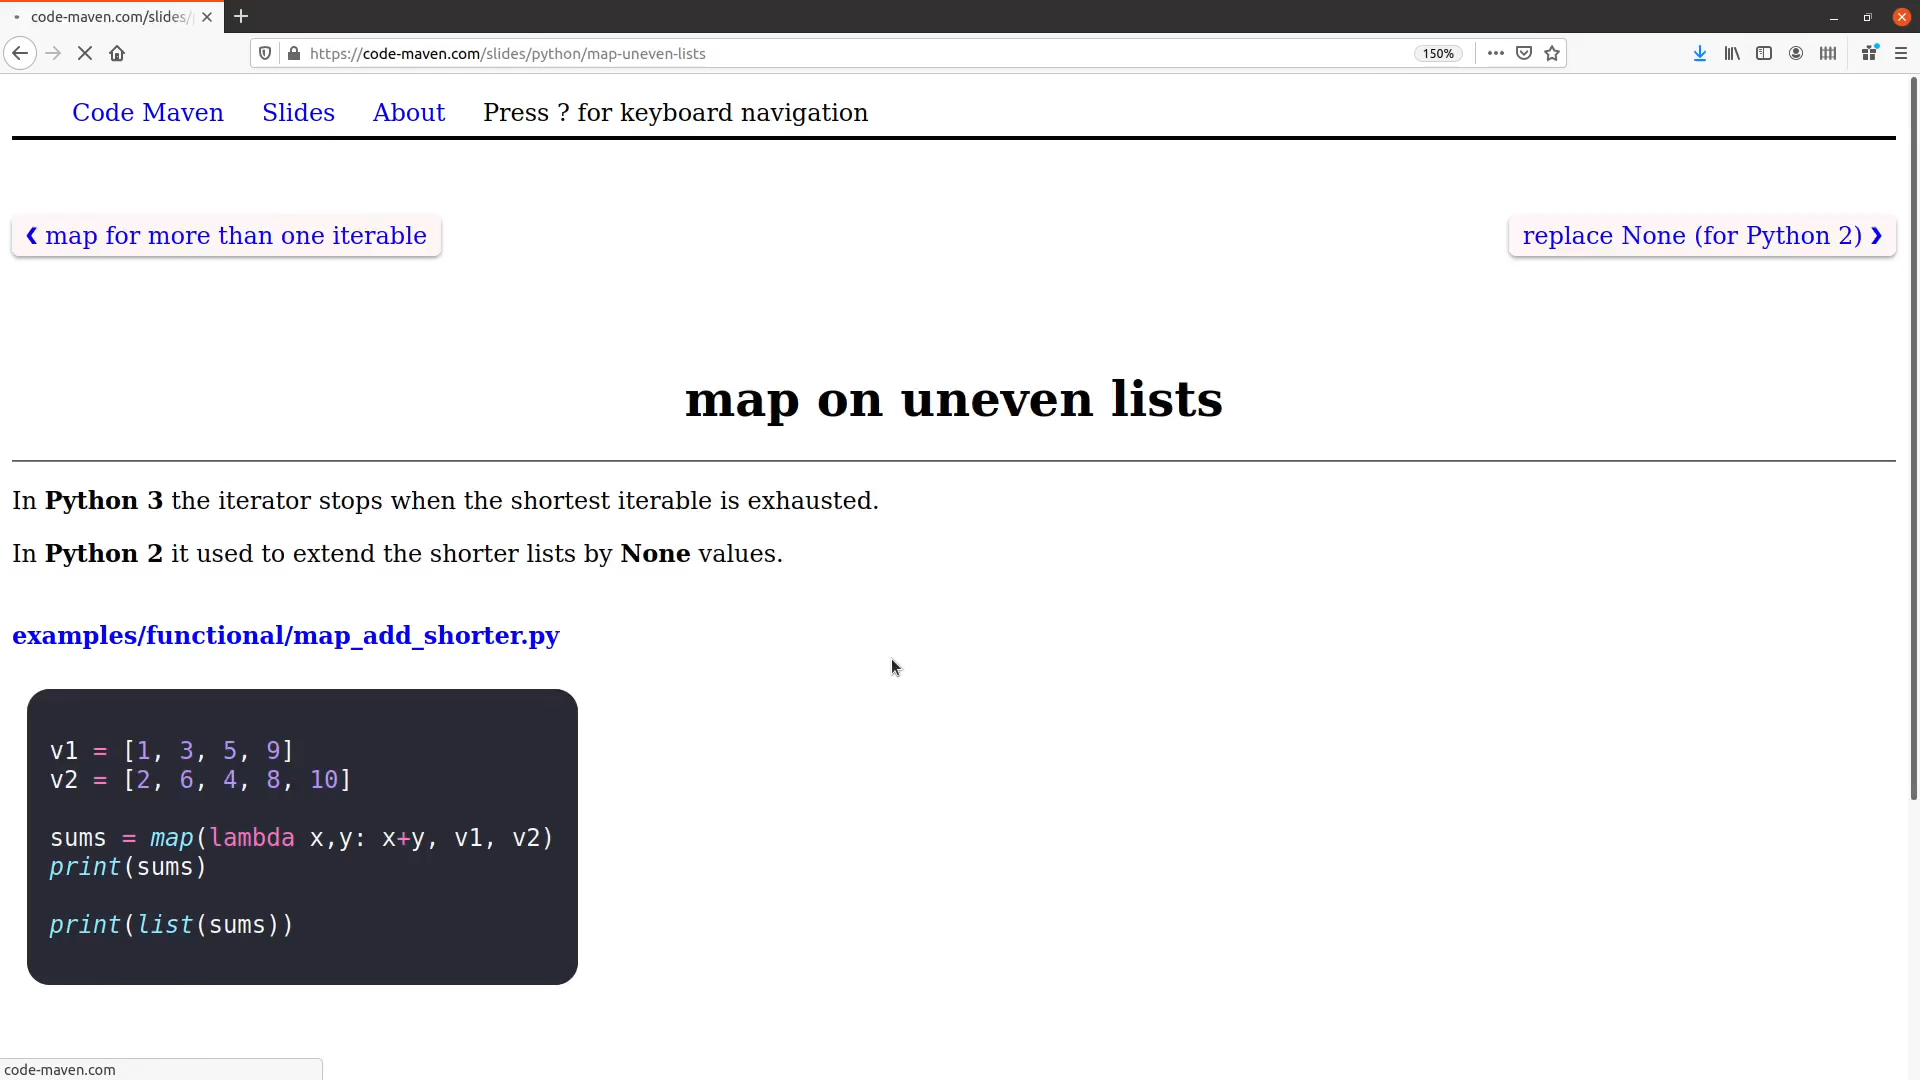 code-maven.com/slides/
https://code-maven.com/slides/python/map-uneven-lists
150%
Code Maven Slides About Press ? for keyboard navigation
❮ map for more than one iterable
replace None (for Python 2) ❯
map on uneven lists
In Python 3 the iterator stops when the shortest iterable is exhausted.
In Python 2 it used to extend the shorter lists by None values.
examples/functional/map_add_shorter.py
v1 = [1, 3, 5, 9]
v2 = [2, 6, 4, 8, 10]
sums = map(lambda x,y: x+y, v1, v2)
print(sums)
print(list(sums))
code-maven.com